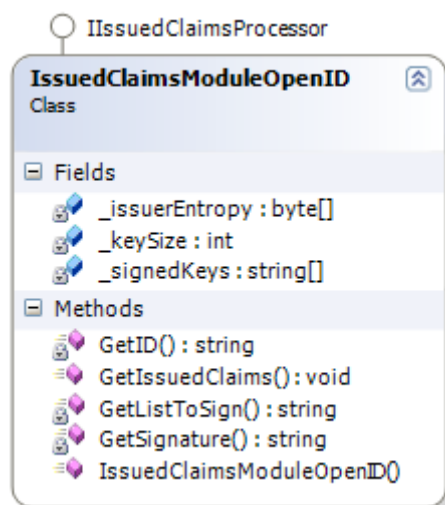 IIssuedClaimsProcessor
IssuedClaimsModuleOpenID
Class
Fields
_issuerEntropy : byte[]
_keySize : int
_signedKeys : string[]
Methods
GetID() : string
GetIssuedClaims() : void
GetListToSign() : string
GetSignature() : string
IssuedClaimsModuleOpenID()